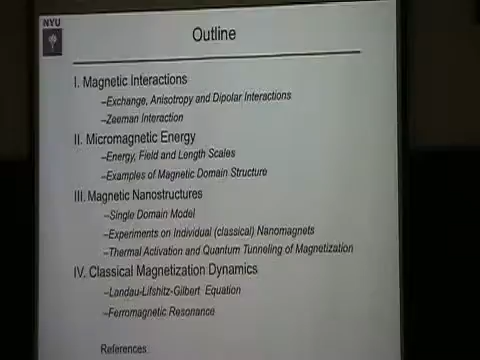 NYU
Outline
I. Magnetic Interactions
–Exchange, Anisotropy and Dipolar Interactions
–Zeeman Interaction
II. Micromagnetic Energy
–Energy, Field and Length Scales
–Examples of Magnetic Domain Structure
III. Magnetic Nanostructures
–Single Domain Model
–Experiments on Individual (classical) Nanomagnets
–Thermal Activation and Quantum Tunneling of Magnetization
IV. Classical Magnetization Dynamics
–Landau-Lifshitz-Gilbert Equation
–Ferromagnetic Resonance
References